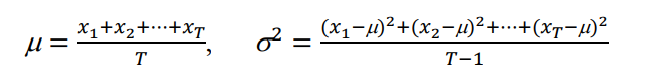 μ = (x₁+x₂+⋯+x_T)/T, σ² = ((x₁−μ)²+(x₂−μ)²+⋯+(x_T−μ)²)/(T−1)